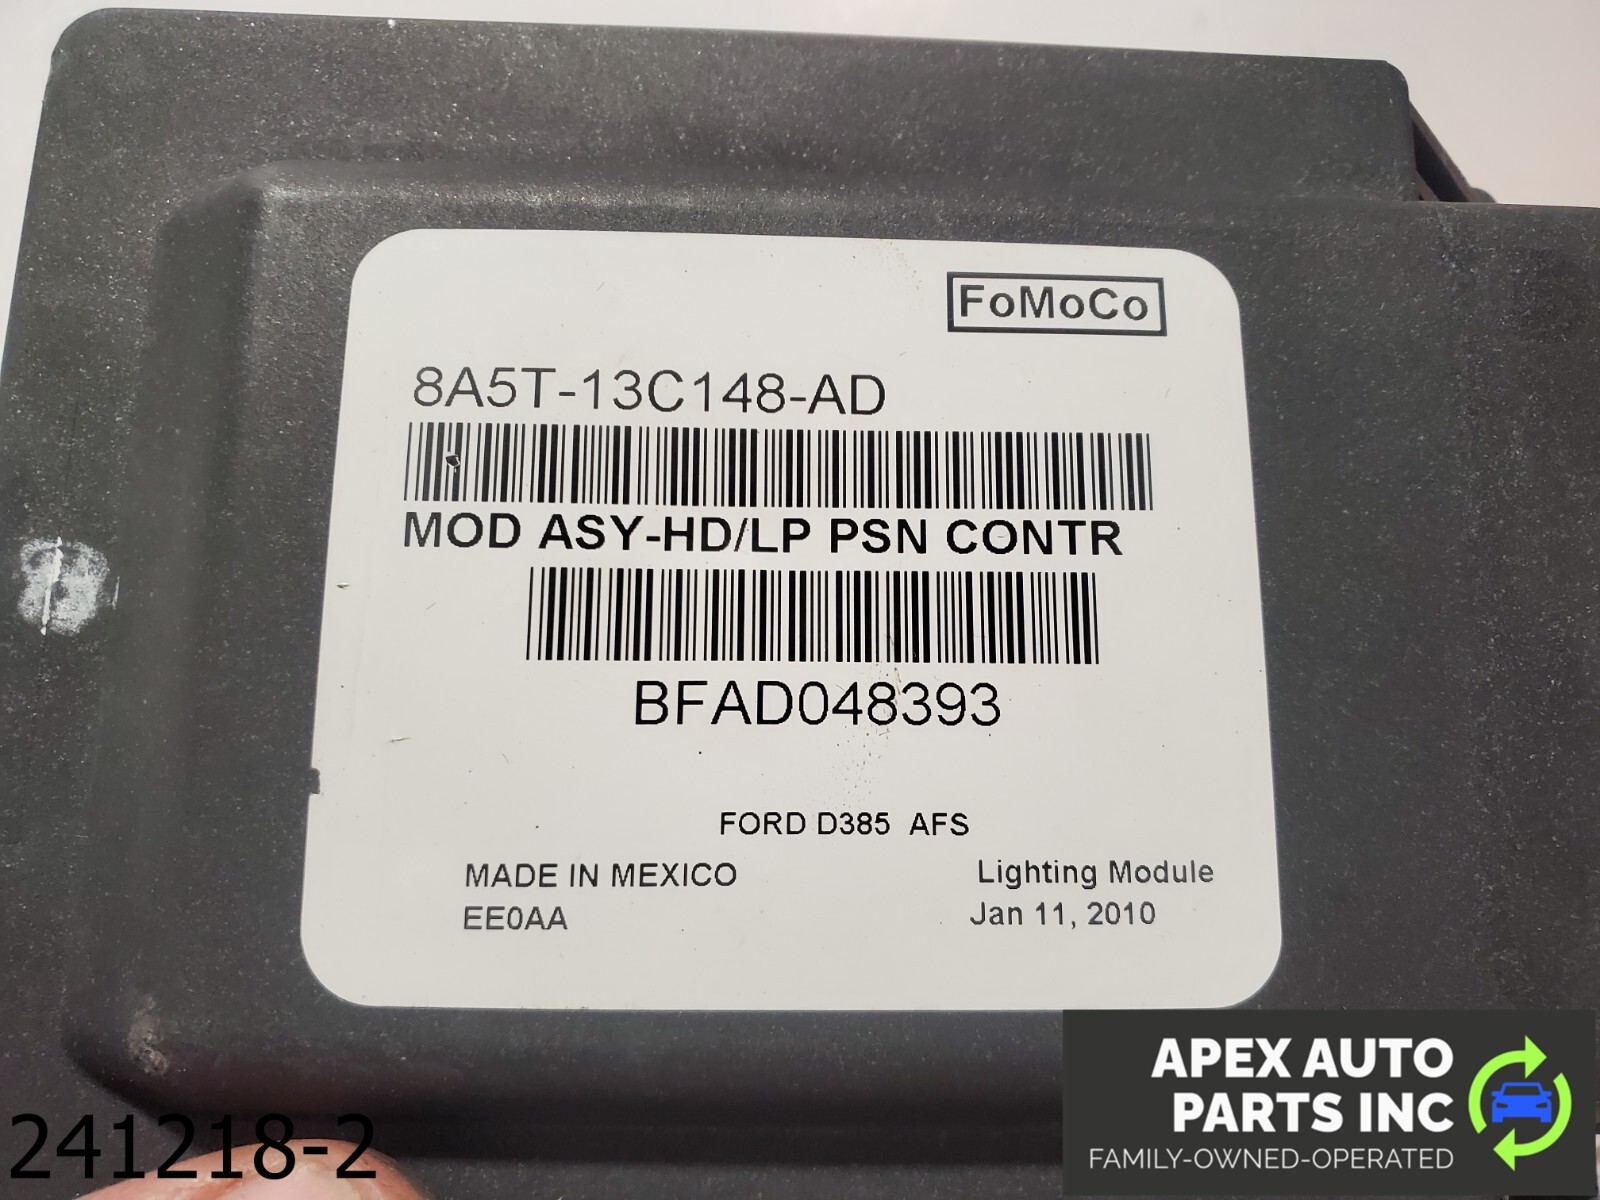 FoMoCo
8A5T-13C148-AD
MOD ASY-HD/LP PSN CONTR
BFAD048393
FORD D385 AFS
MADE IN MEXICO
Lighting Module
EE0AA
Jan 11, 2010
241218-2
APEX AUTO
PARTS INC
FAMILY-OWNED-OPERATED